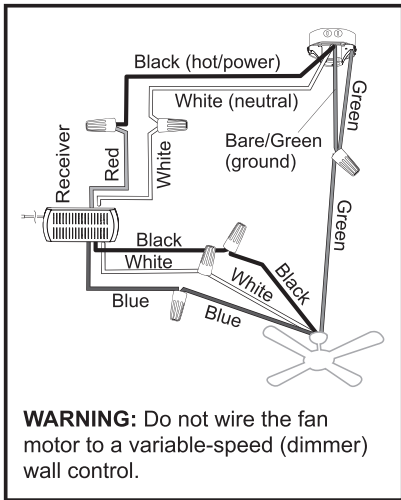 Black (hot/power)
White (neutral)
Green
Bare/Green
(ground)
Receiver
Red
White
Green
Black
White
Black
White
Blue
Blue
WARNING: Do not wire the fan
motor to a variable-speed (dimmer)
wall control.